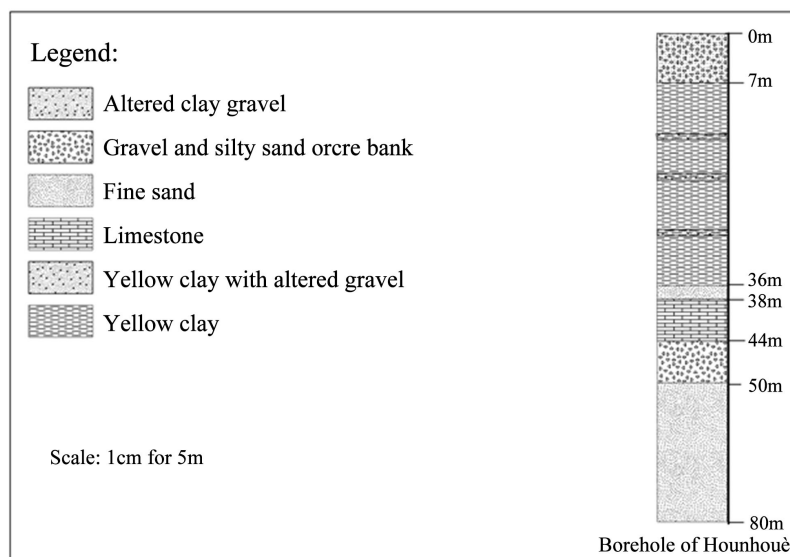 Legend:
Altered clay gravel
Gravel and silty sand orcre bank
Fine sand
Limestone
Yellow clay with altered gravel
Yellow clay
Scale: 1cm for 5m
0m
7m
36m
38m
44m
50m
80m
Borehole of Hounhouè